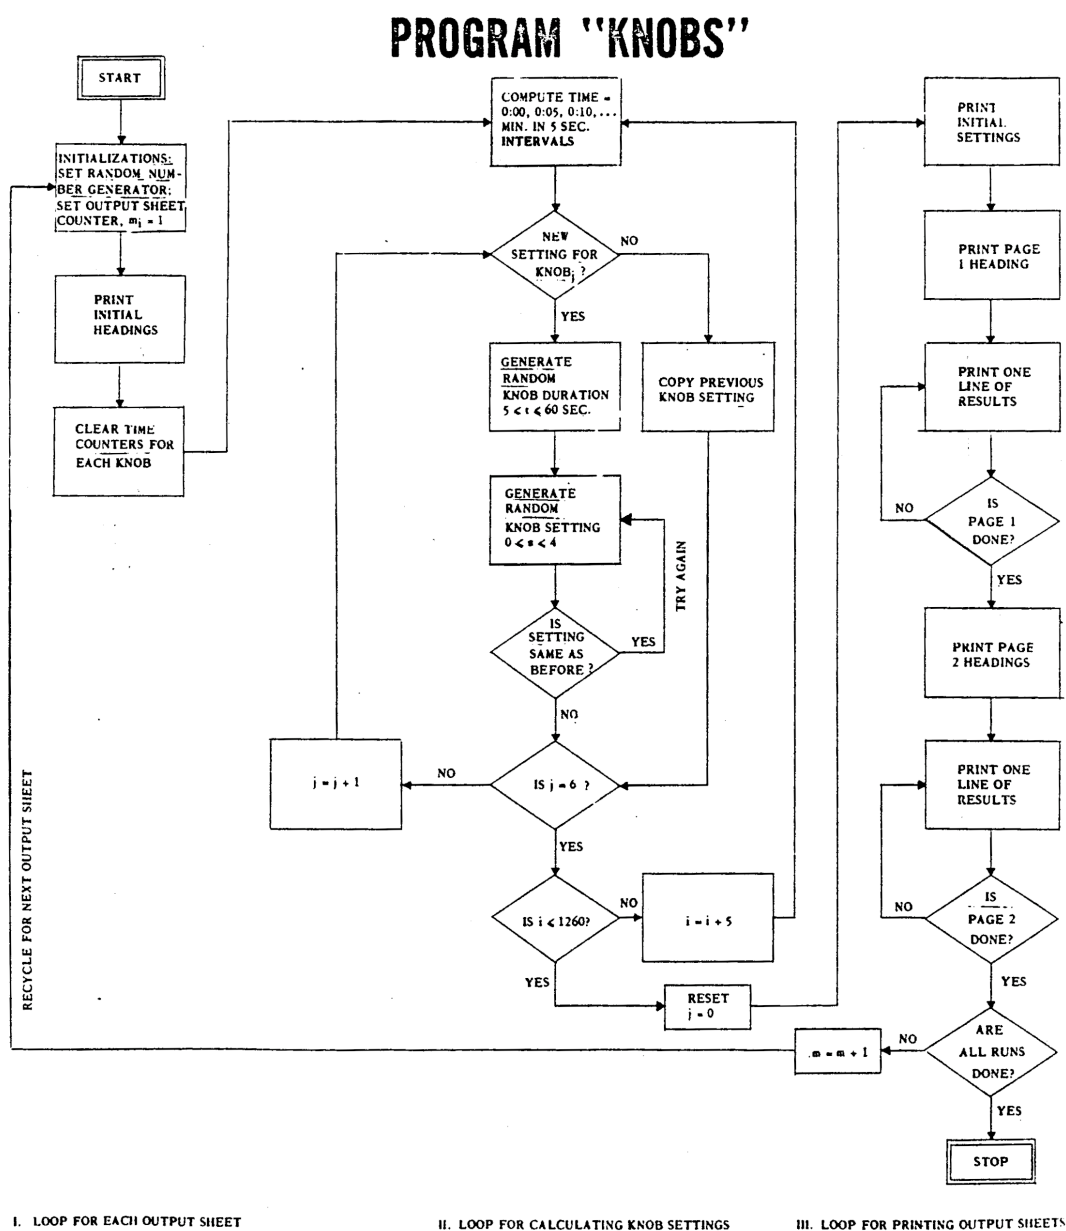 PROGRAM "KNOBS"
START
INITIALIZATIONS:
SET RANDOM NUM-
BER GENERATOR;
SET OUTPUT SHEET
COUNTER, mi = 1
PRINT
INITIAL
HEADINGS
CLEAR TIME
COUNTERS FOR
EACH KNOB
RECYCLE FOR NEXT OUTPUT SHEET
COMPUTE TIME =
0:00, 0:05, 0:10, ...
MIN. IN 5 SEC.
INTERVALS
NEW
SETTING FOR
KNOBj ?
NO
YES
GENERATE
RANDOM
KNOB DURATION
5 ⩽ t ⩽ 60 SEC.
COPY PREVIOUS
KNOB SETTING
GENERATE
RANDOM
KNOB SETTING
0 ⩽ s ⩽ 4
TRY AGAIN
IS
SETTING
SAME AS
BEFORE ?
YES
NO
IS j = 6 ?
NO
j = j + 1
YES
IS i ⩽ 1260?
NO
i = i + 5
YES
RESET
j = 0
PRINT
INITIAL
SETTINGS
PRINT PAGE
1 HEADING
PRINT ONE
LINE OF
RESULTS
IS
PAGE 1
DONE?
NO
YES
PRINT PAGE
2 HEADINGS
PRINT ONE
LINE OF
RESULTS
IS
PAGE 2
DONE?
NO
YES
ARE
ALL RUNS
DONE?
NO
m = m + 1
YES
STOP
I. LOOP FOR EACH OUTPUT SHEET
II. LOOP FOR CALCULATING KNOB SETTINGS
III. LOOP FOR PRINTING OUTPUT SHEETS